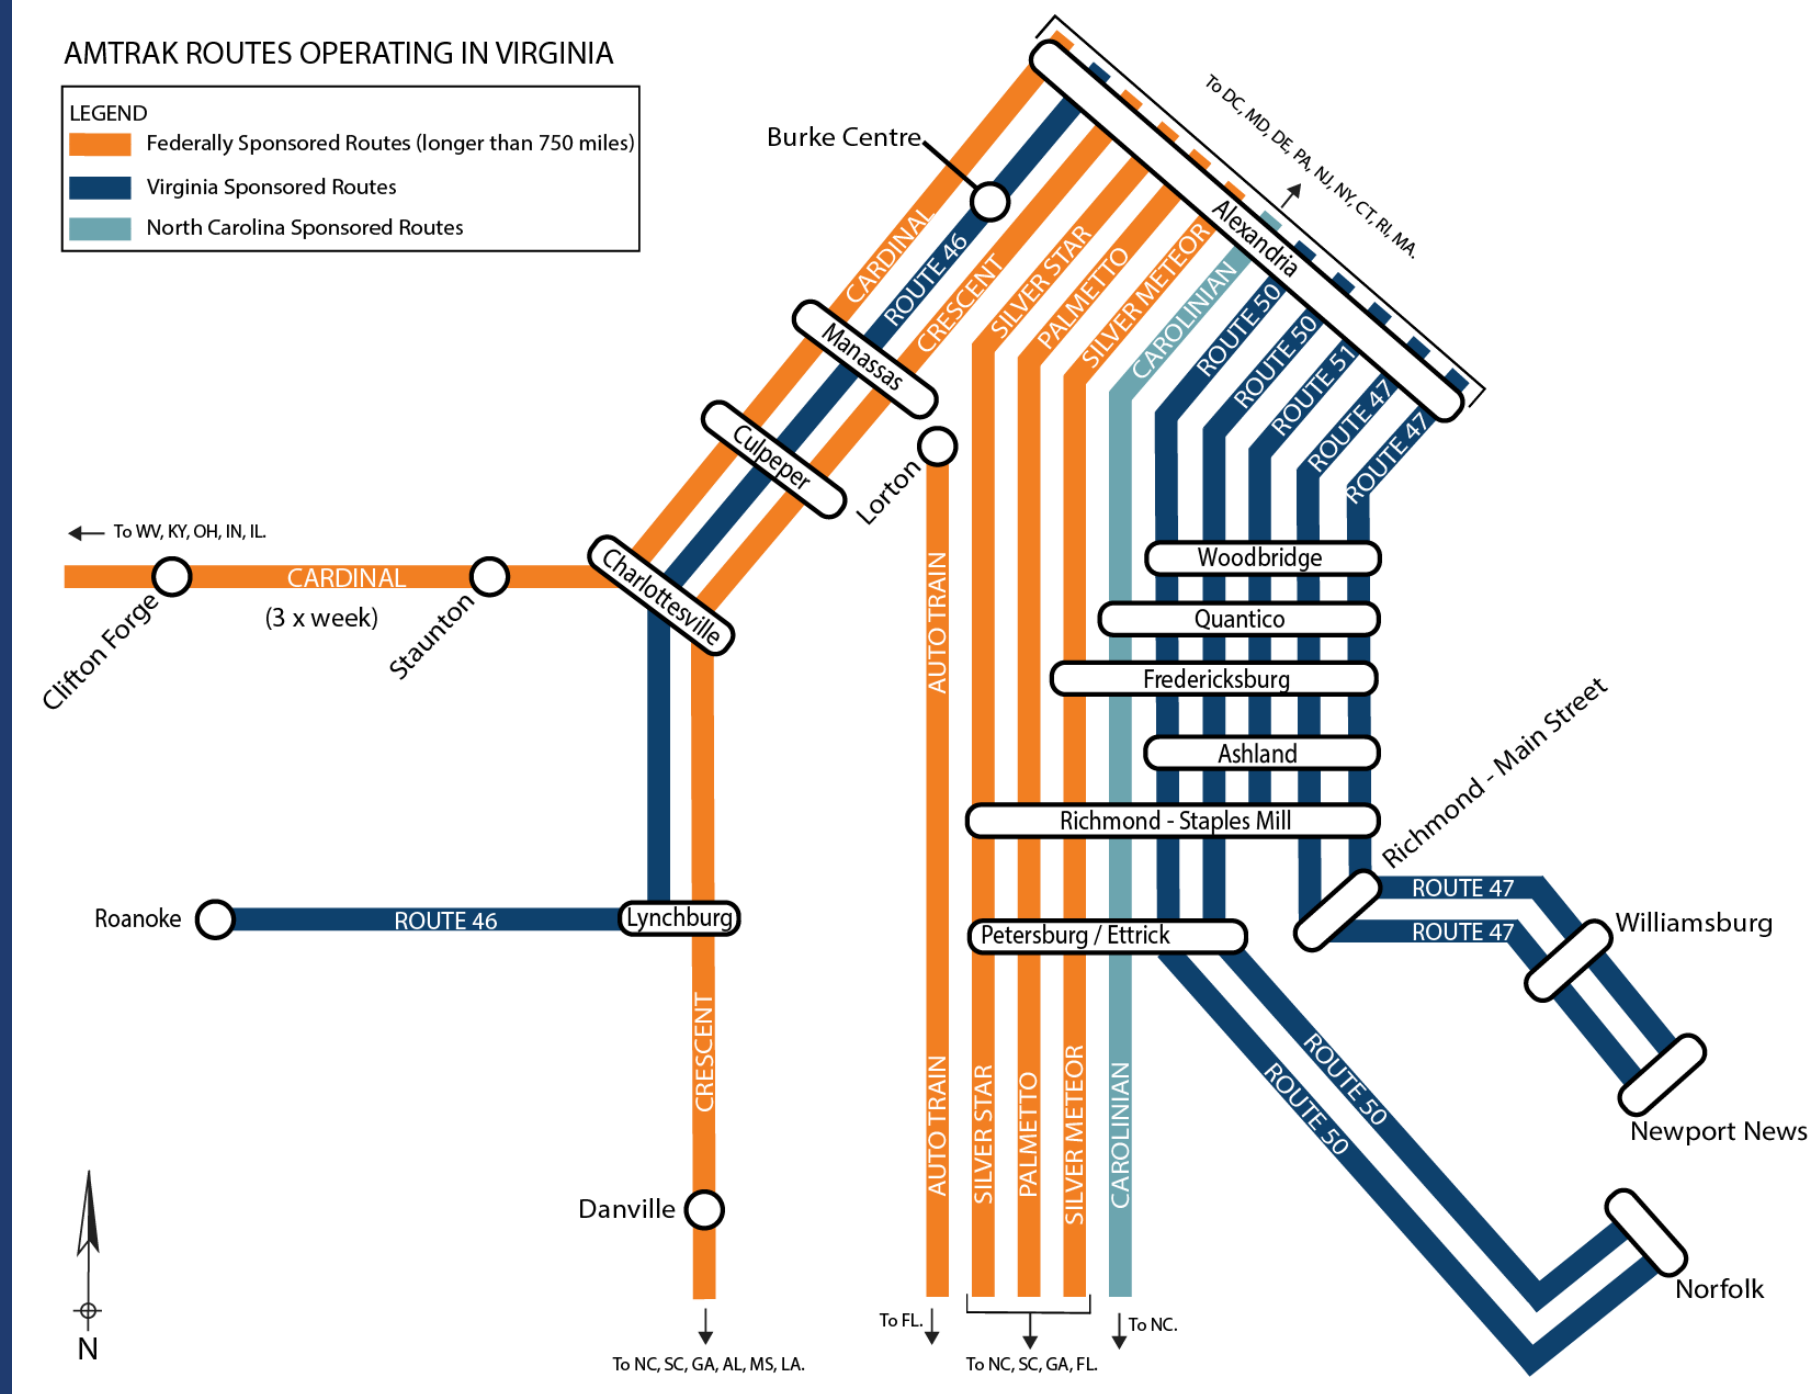 AMTRAK ROUTES OPERATING IN VIRGINIA
LEGEND
Federally Sponsored Routes (longer than 750 miles)
Virginia Sponsored Routes
North Carolina Sponsored Routes
To DC, MD, DE, PA, NJ, NY, CT, RI, MA.
Burke Centre
Alexandria
CARDINAL
ROUTE 46
CRESCENT
SILVER STAR
PALMETTO
SILVER METEOR
CAROLINIAN
ROUTE 50
ROUTE 50
ROUTE 51
ROUTE 47
ROUTE 47
Manassas
Culpeper
Lorton
To WV, KY, OH, IN, IL.
CARDINAL
(3 x week)
Clifton Forge
Staunton
Charlottesville
AUTO TRAIN
Woodbridge
Quantico
Fredericksburg
Ashland
Richmond - Staples Mill
Richmond - Main Street
ROUTE 47
ROUTE 47
Williamsburg
Newport News
Roanoke
ROUTE 46
Lynchburg
Petersburg / Ettrick
CRESCENT
AUTO TRAIN
SILVER STAR
PALMETTO
SILVER METEOR
CAROLINIAN
ROUTE 50
ROUTE 50
Danville
Norfolk
N
To NC, SC, GA, AL, MS, LA.
To FL.
To NC, SC, GA, FL.
To NC.